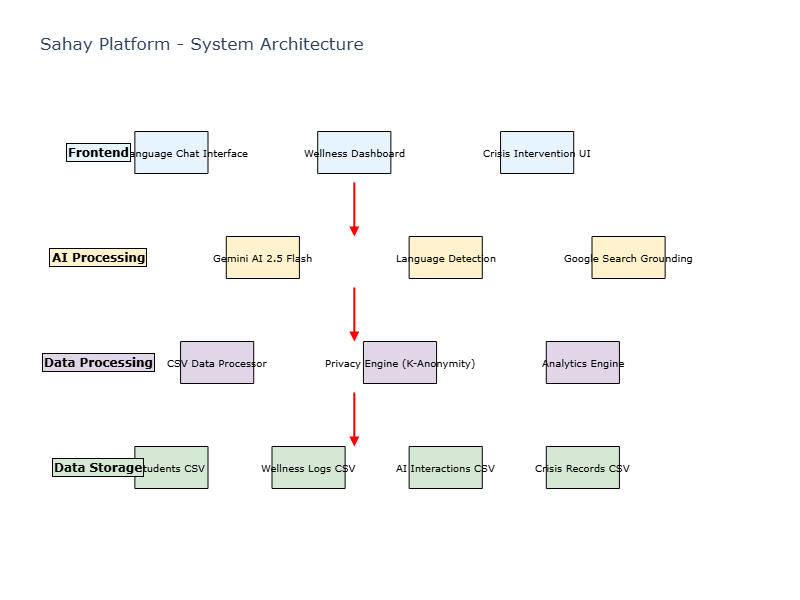 Sahay Platform - System Architecture
Frontend
anguage Chat Interface
Wellness Dashboard
Crisis Intervention UI
AI Processing
Gemini AI 2.5 Flash
Language Detection
Google Search Grounding
Data Processing
CSV Data Processor
Privacy Engine (K-Anonymity)
Analytics Engine
Data Storage
tudents CSV
Wellness Logs CSV
AI Interactions CSV
Crisis Records CSV